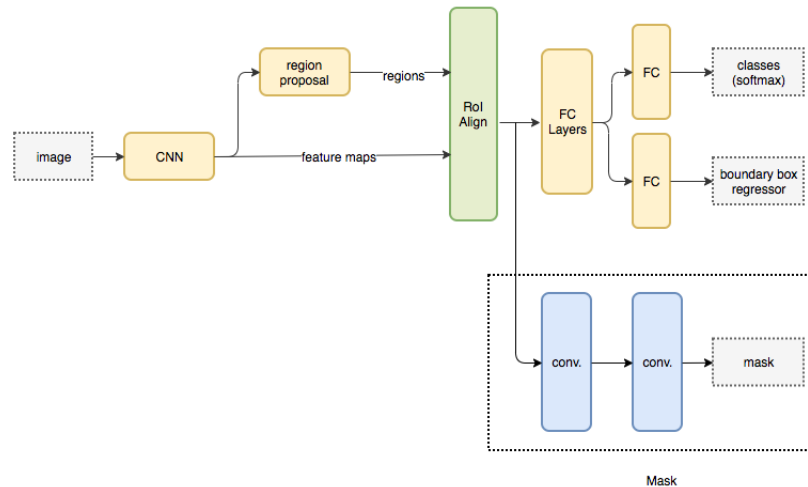 region
proposal
regions
RoI
Align
FC
Layers
FC
classes
(softmax)
image
CNN
feature maps
FC
boundary box
regressor
conv.
conv.
mask
Mask